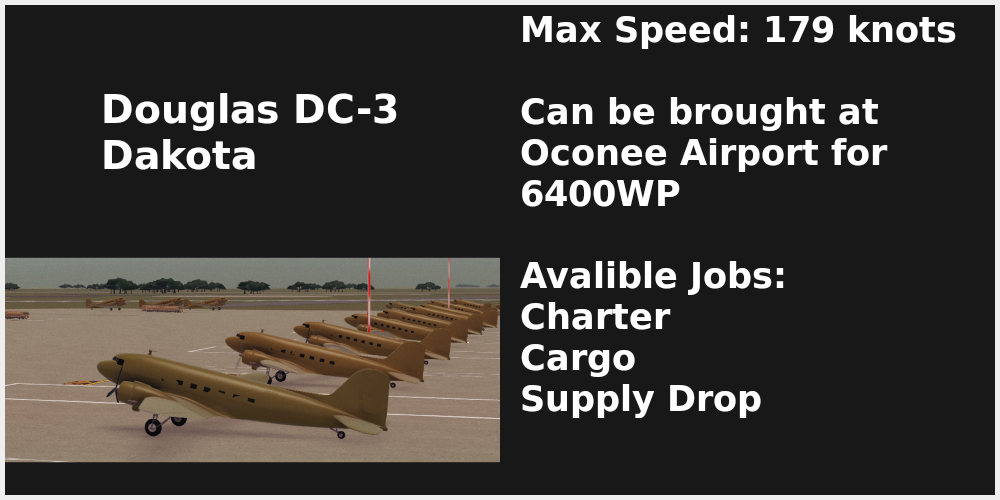 Douglas DC-3
Dakota
Max Speed: 179 knots
Can be brought at
Oconee Airport for
6400WP
Avalible Jobs:
Charter
Cargo
Supply Drop